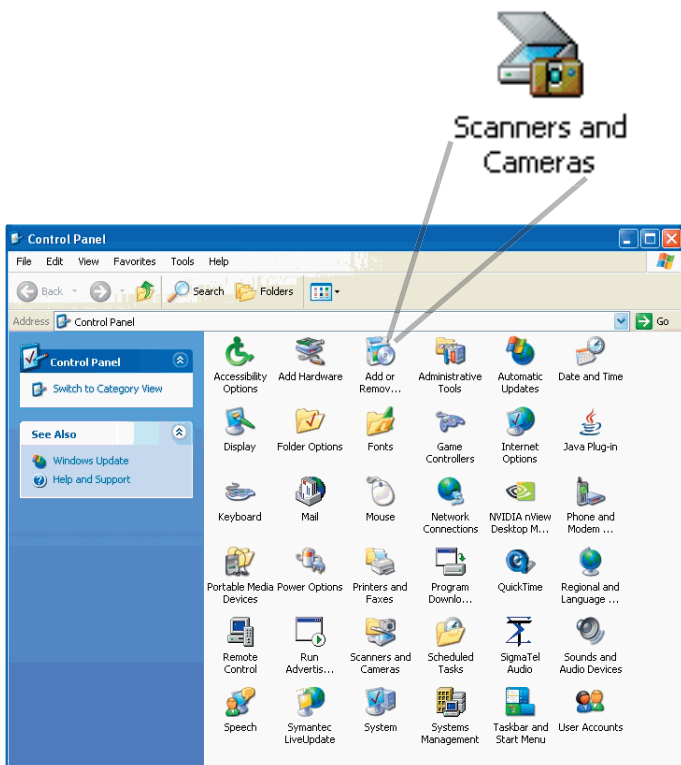 Scanners and
Cameras
Control Panel
File Edit View Favorites Tools Help
Back Search Folders
Address Control Panel Go
Control Panel
Switch to Category View
See Also
Windows Update
Help and Support
Accessibility
Options
Add Hardware
Add or
Remov...
Administrative
Tools
Automatic
Updates
Date and Time
Display
Folder Options
Fonts
Game
Controllers
Internet
Options
Java Plug-in
Keyboard
Mail
Mouse
Network
Connections
NVIDIA nView
Desktop M...
Phone and
Modem ...
Portable Media
Devices
Power Options
Printers and
Faxes
Program
Downlo...
QuickTime
Regional and
Language ...
Remote
Control
Run
Advertis...
Scanners and
Cameras
Scheduled
Tasks
SigmaTel
Audio
Sounds and
Audio Devices
Speech
Symantec
LiveUpdate
System
Systems
Management
Taskbar and
Start Menu
User Accounts